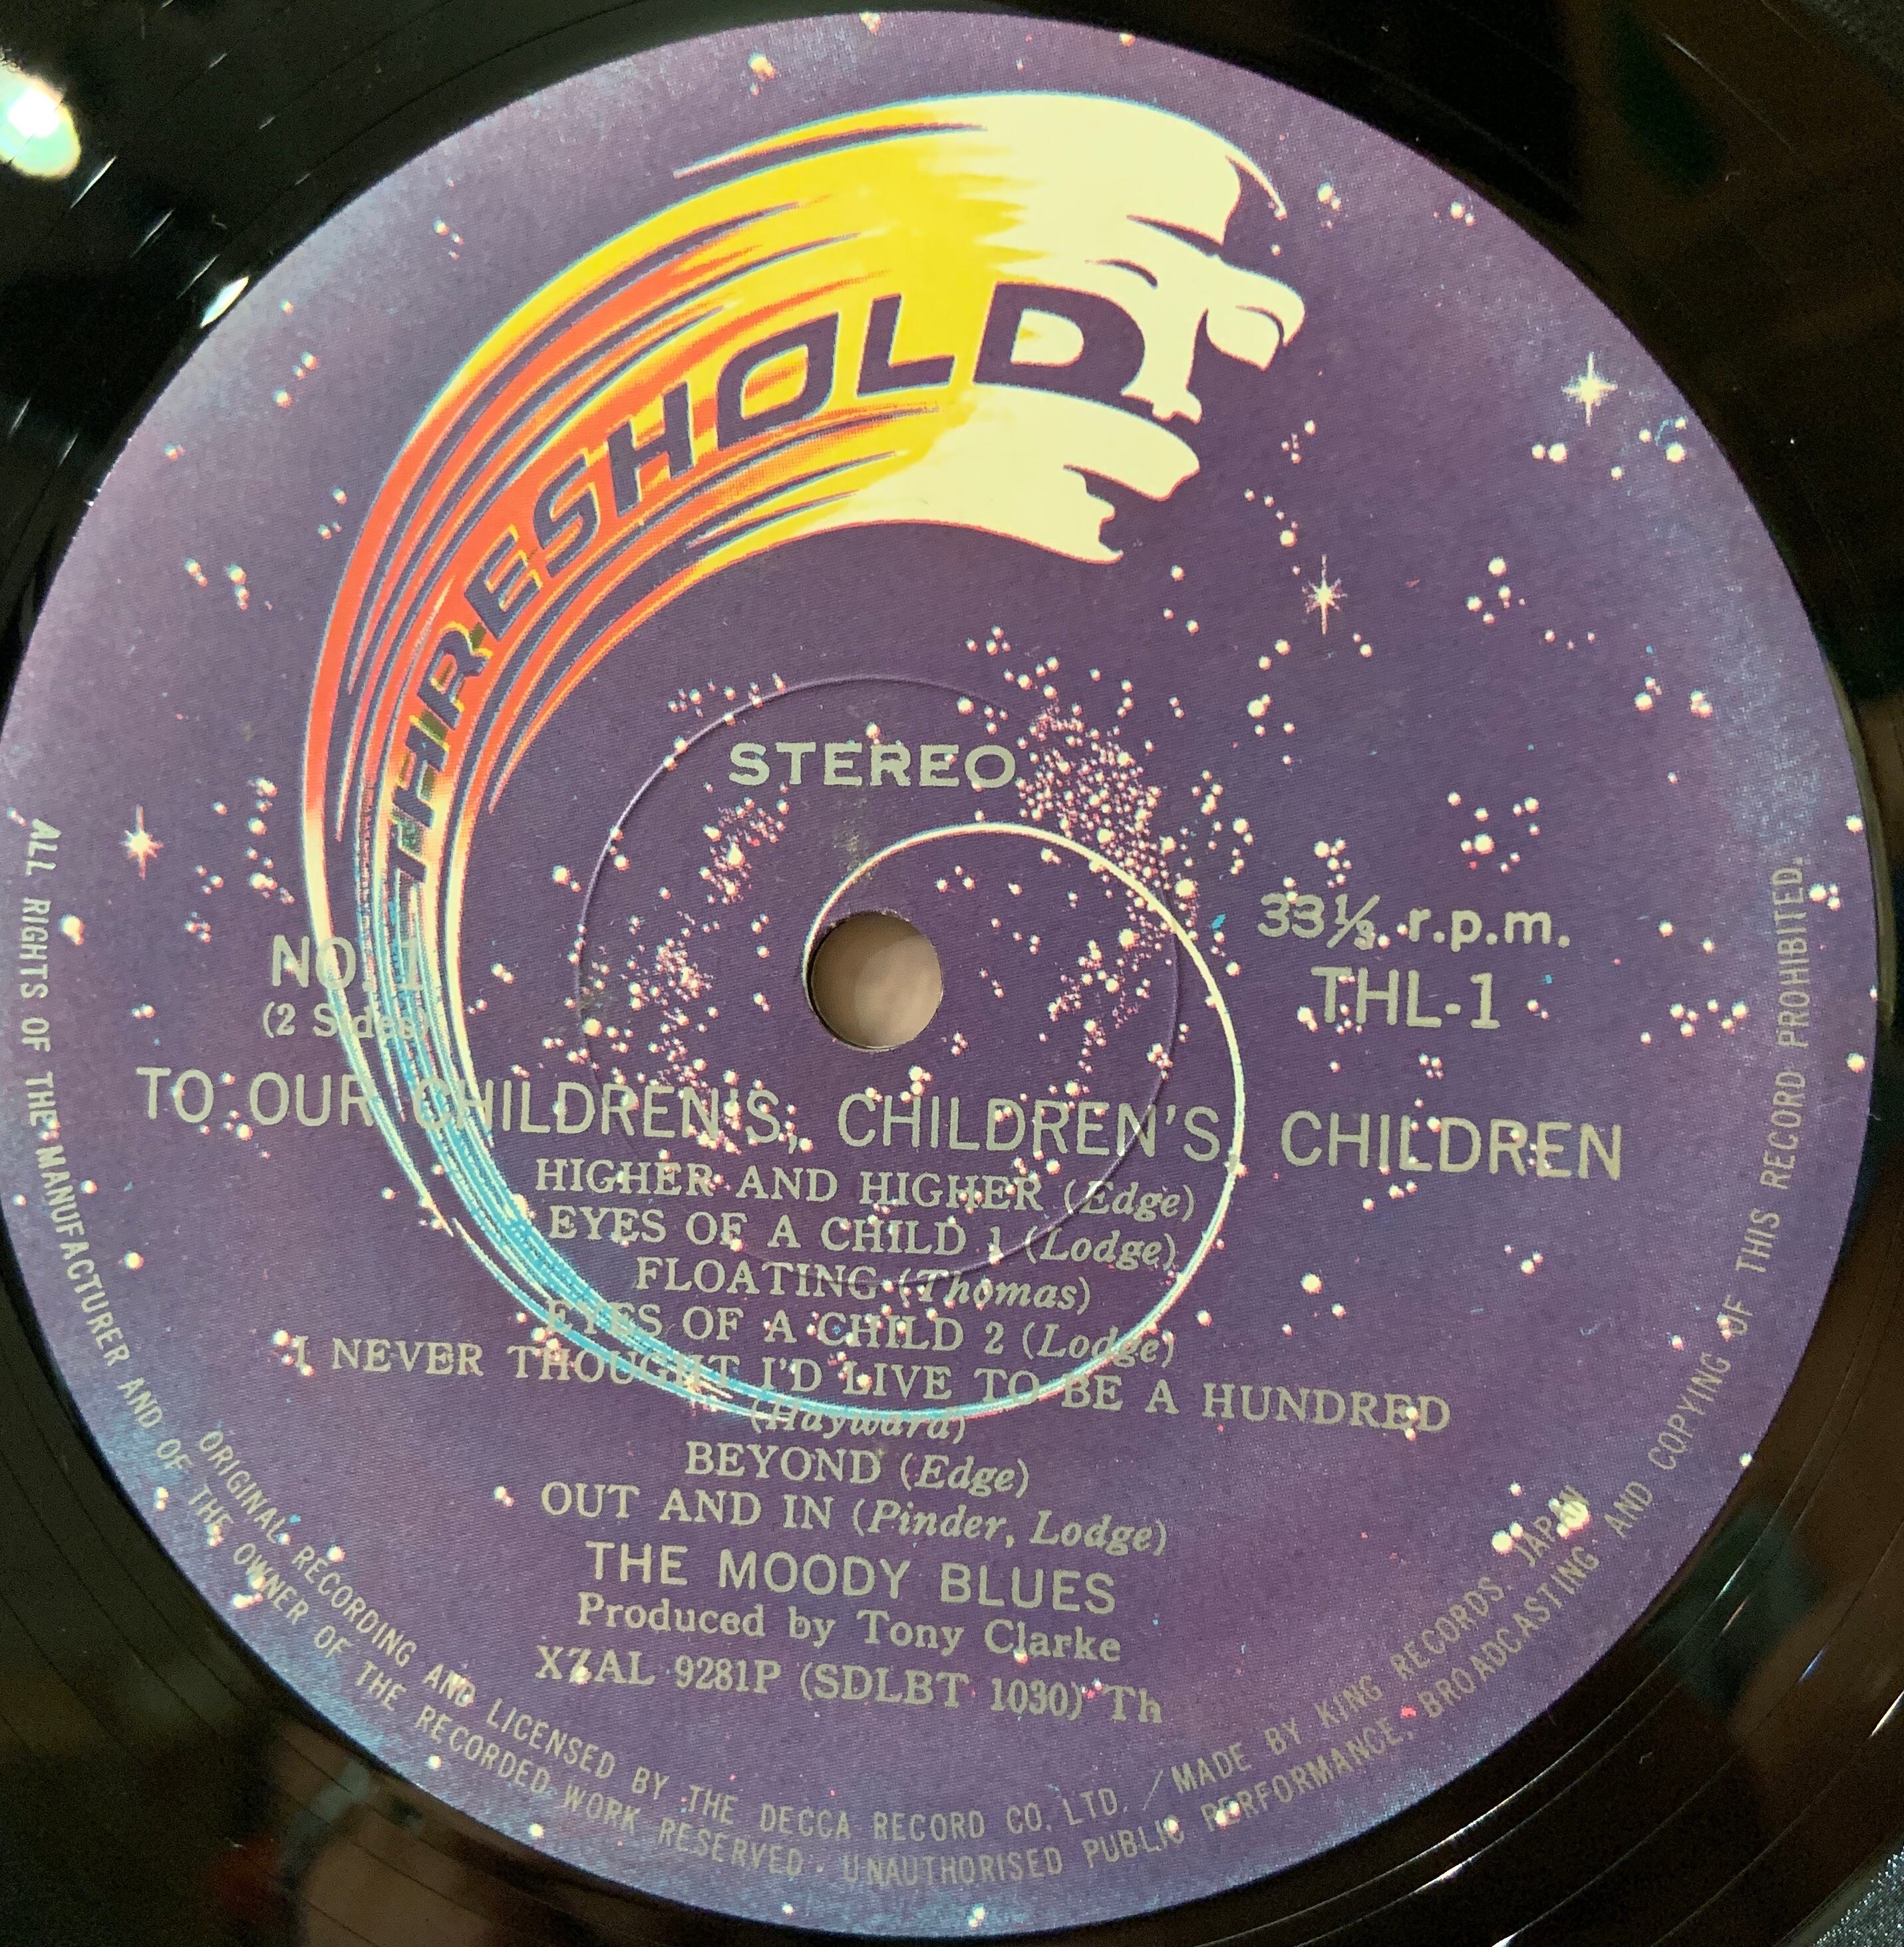 THRESHOLD
STEREO
33⅓ r.p.m.
THL-1
NO. 1
(2 Sides)
TO OUR CHILDREN'S, CHILDREN'S, CHILDREN
HIGHER AND HIGHER (Edge)
EYES OF A CHILD 1 (Lodge)
FLOATING (Thomas)
EYES OF A CHILD 2 (Lodge)
I NEVER THOUGHT I'D LIVE TO BE A HUNDRED
(Hayward)
BEYOND (Edge)
OUT AND IN (Pinder, Lodge)
THE MOODY BLUES
Produced by Tony Clarke
XZAL 9281P (SDLBT 1030) Th
ORIGINAL RECORDING AND LICENSED BY THE DECCA RECORD CO. LTD. / MADE BY KING RECORDS. JAPAN
ALL RIGHTS OF THE MANUFACTURER AND OF THE OWNER OF THE RECORDED WORK RESERVED. UNAUTHORISED PUBLIC PERFORMANCE, BROADCASTING AND COPYING OF THIS RECORD PROHIBITED.